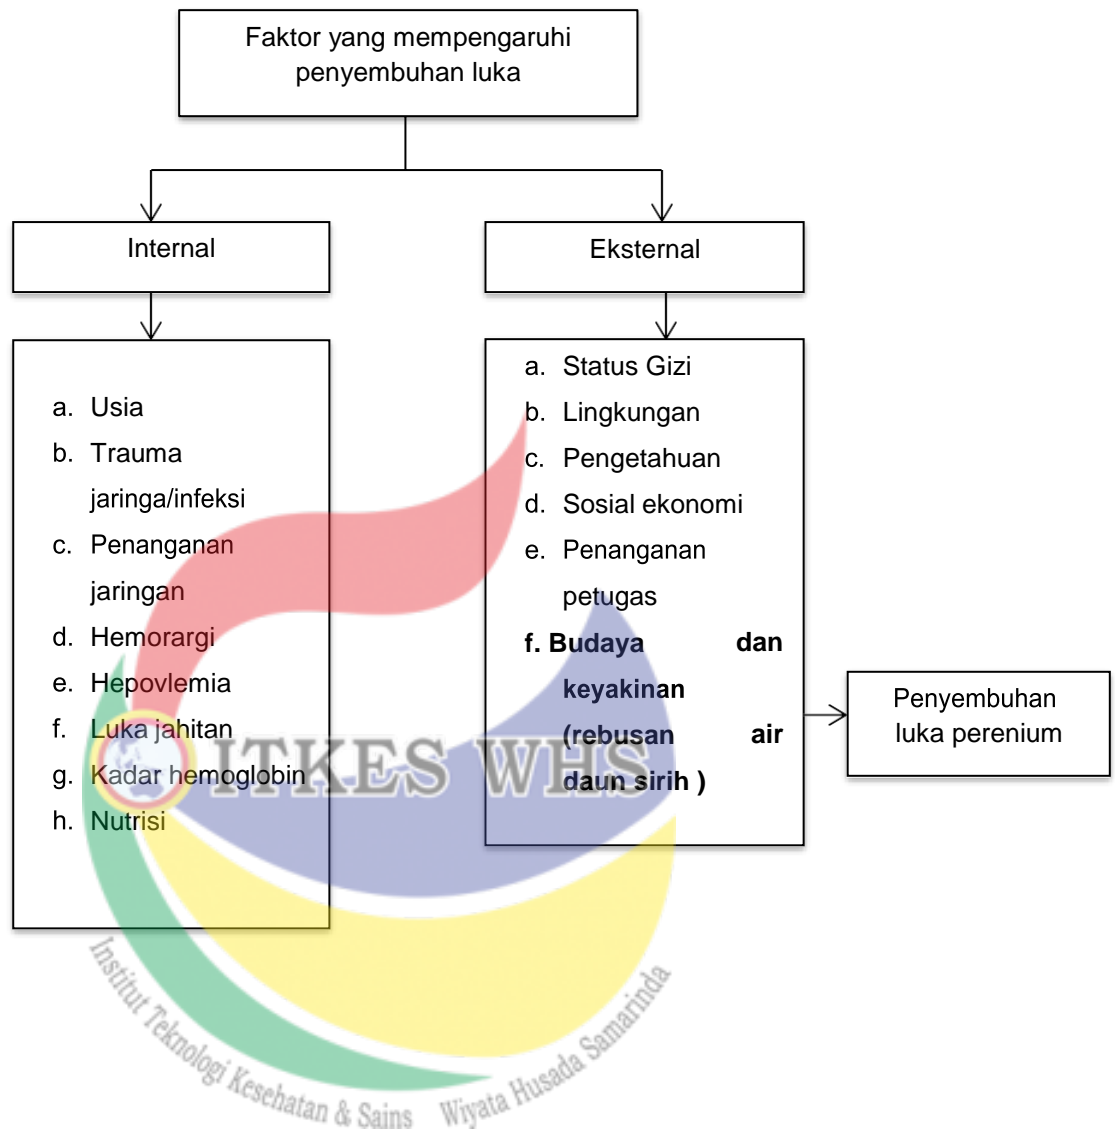 Faktor yang mempengaruhi
penyembuhan luka
Internal
Eksternal
a. Usia
b. Trauma
jaringa/infeksi
c. Penanganan
jaringan
d. Hemorargi
e. Hepovlemia
f. Luka jahitan
g. Kadar hemoglobin
h. Nutrisi
a. Status Gizi
b. Lingkungan
c. Pengetahuan
d. Sosial ekonomi
e. Penanganan
petugas
f. Budaya dan
keyakinan
(rebusan air
daun sirih )
Penyembuhan
luka perenium
ITKES WHS
Institut Teknologi Kesehatan & Sains Wiyata Husada Samarinda